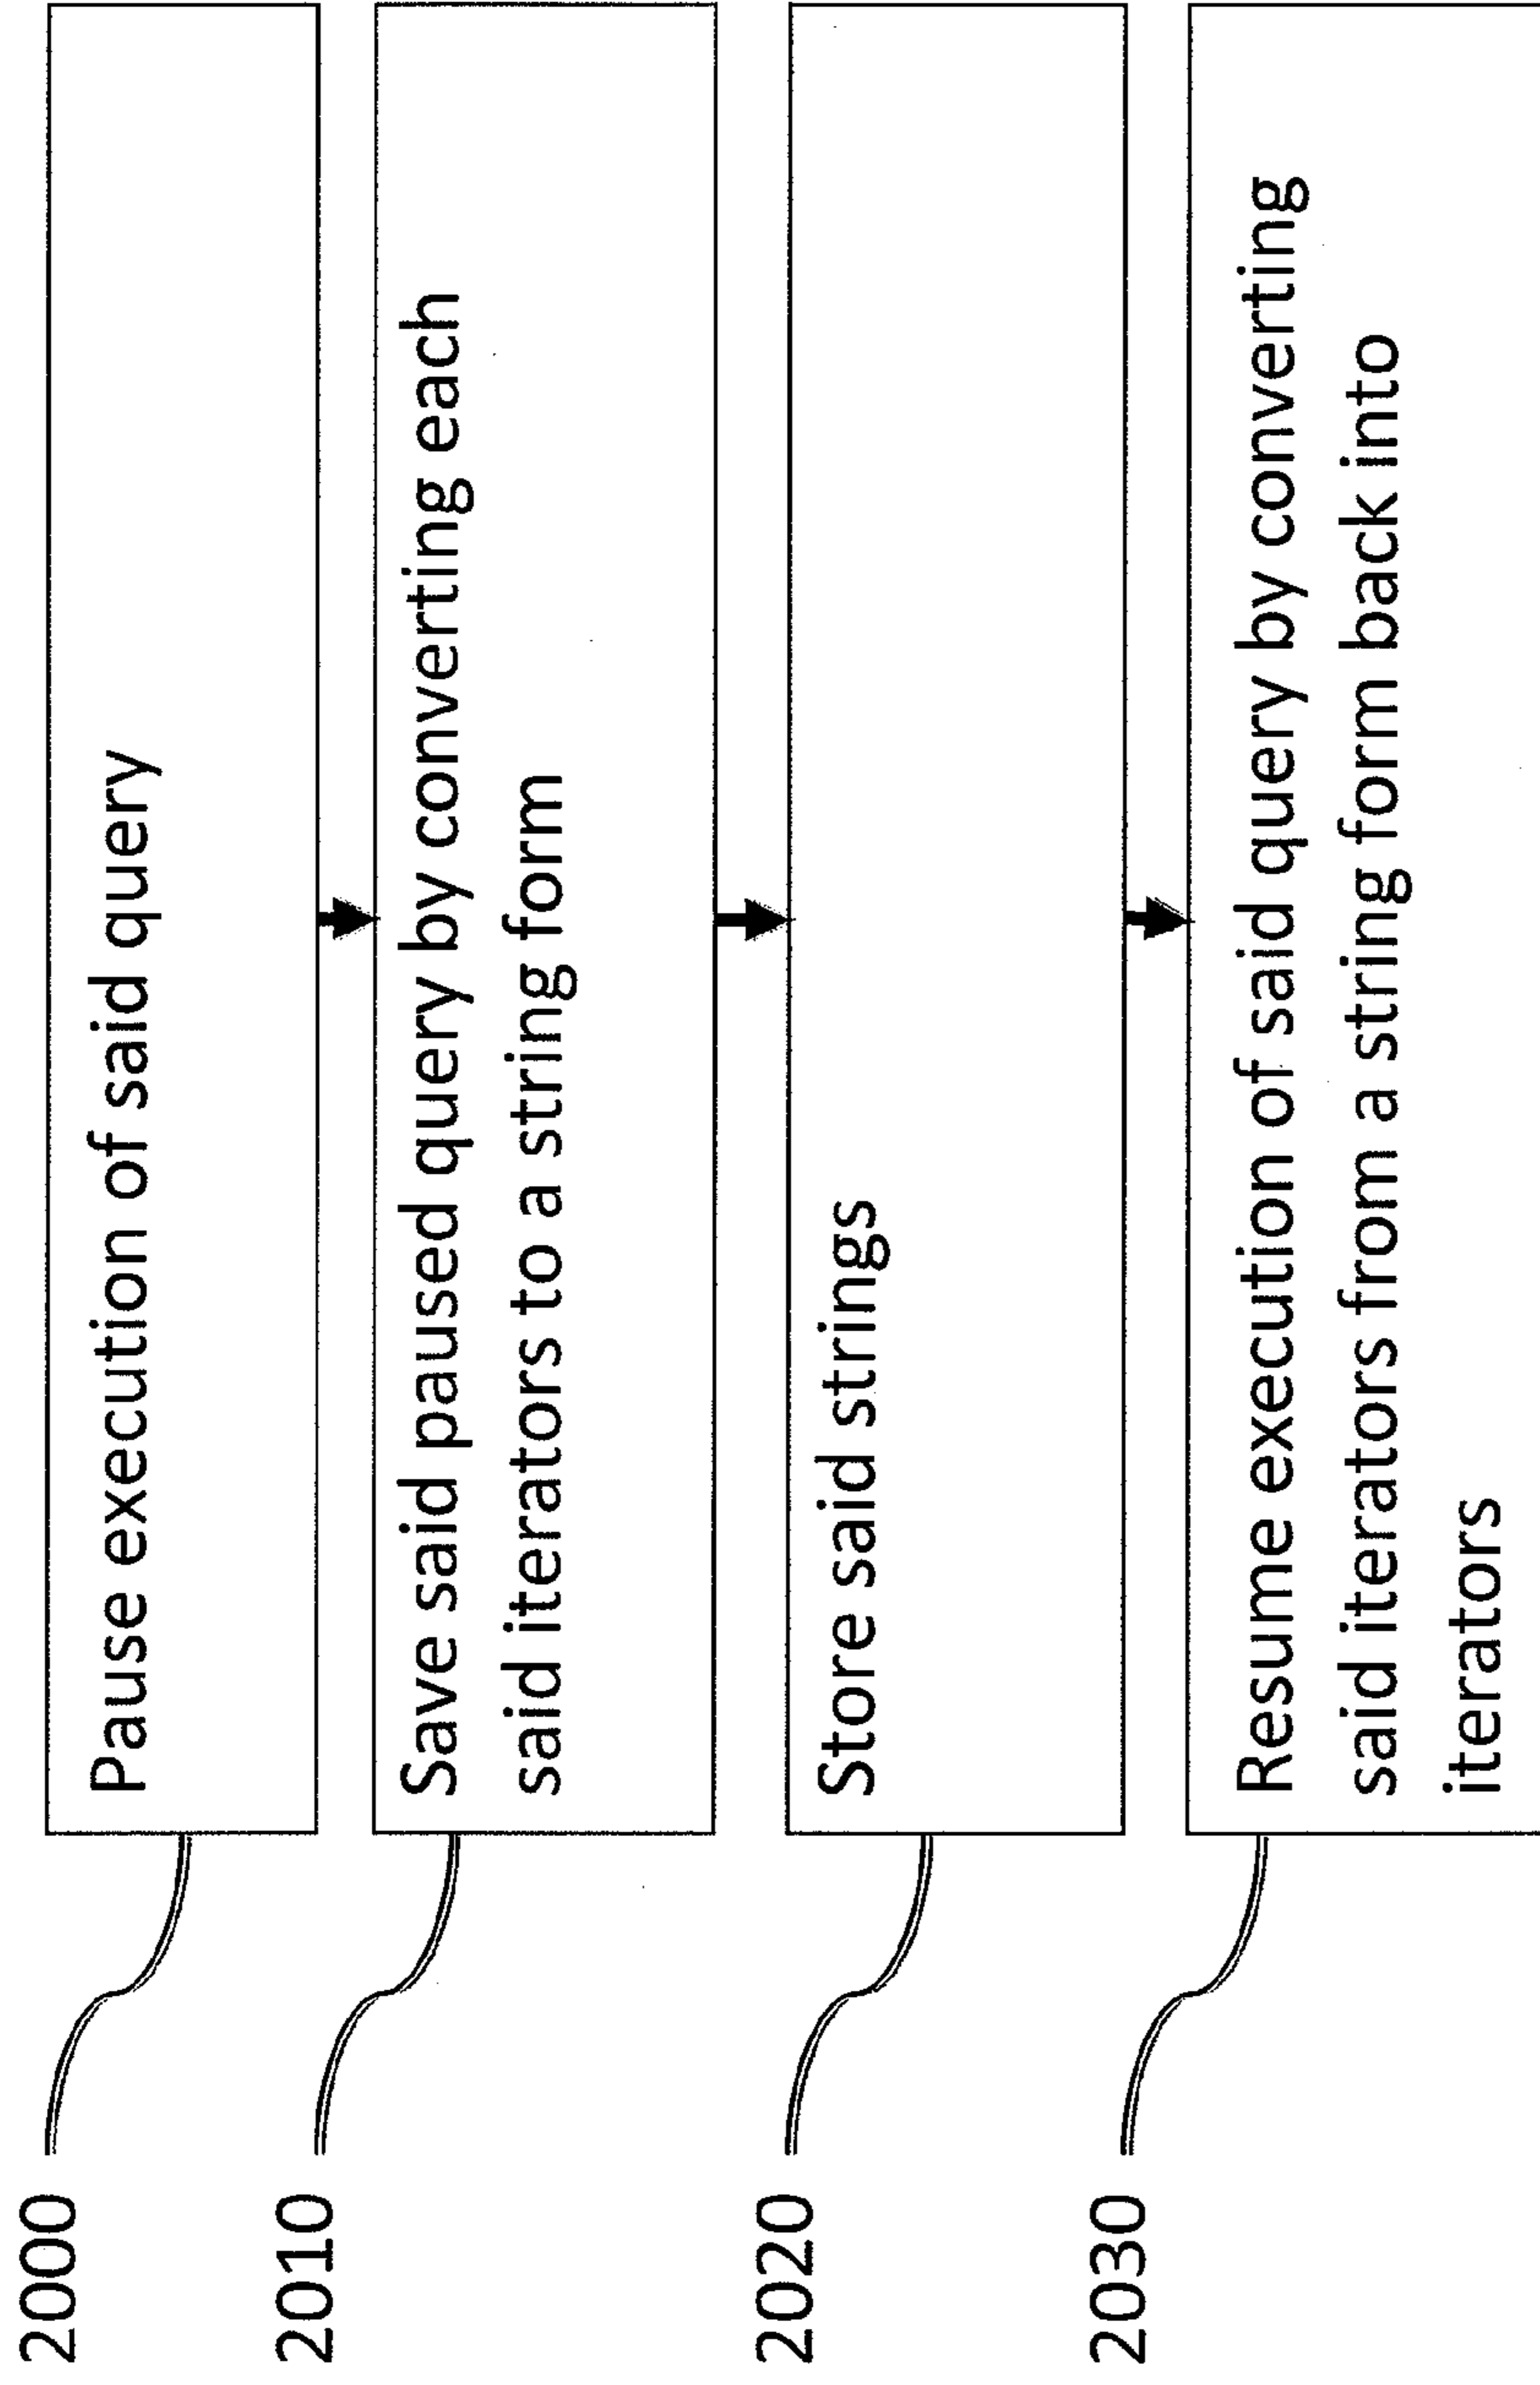 2000
Pause execution of said query
2010
Save said paused query by converting each
said iterators to a string form
2020
Store said strings
2030
Resume execution of said query by converting
said iterators from a string form back into
iterators